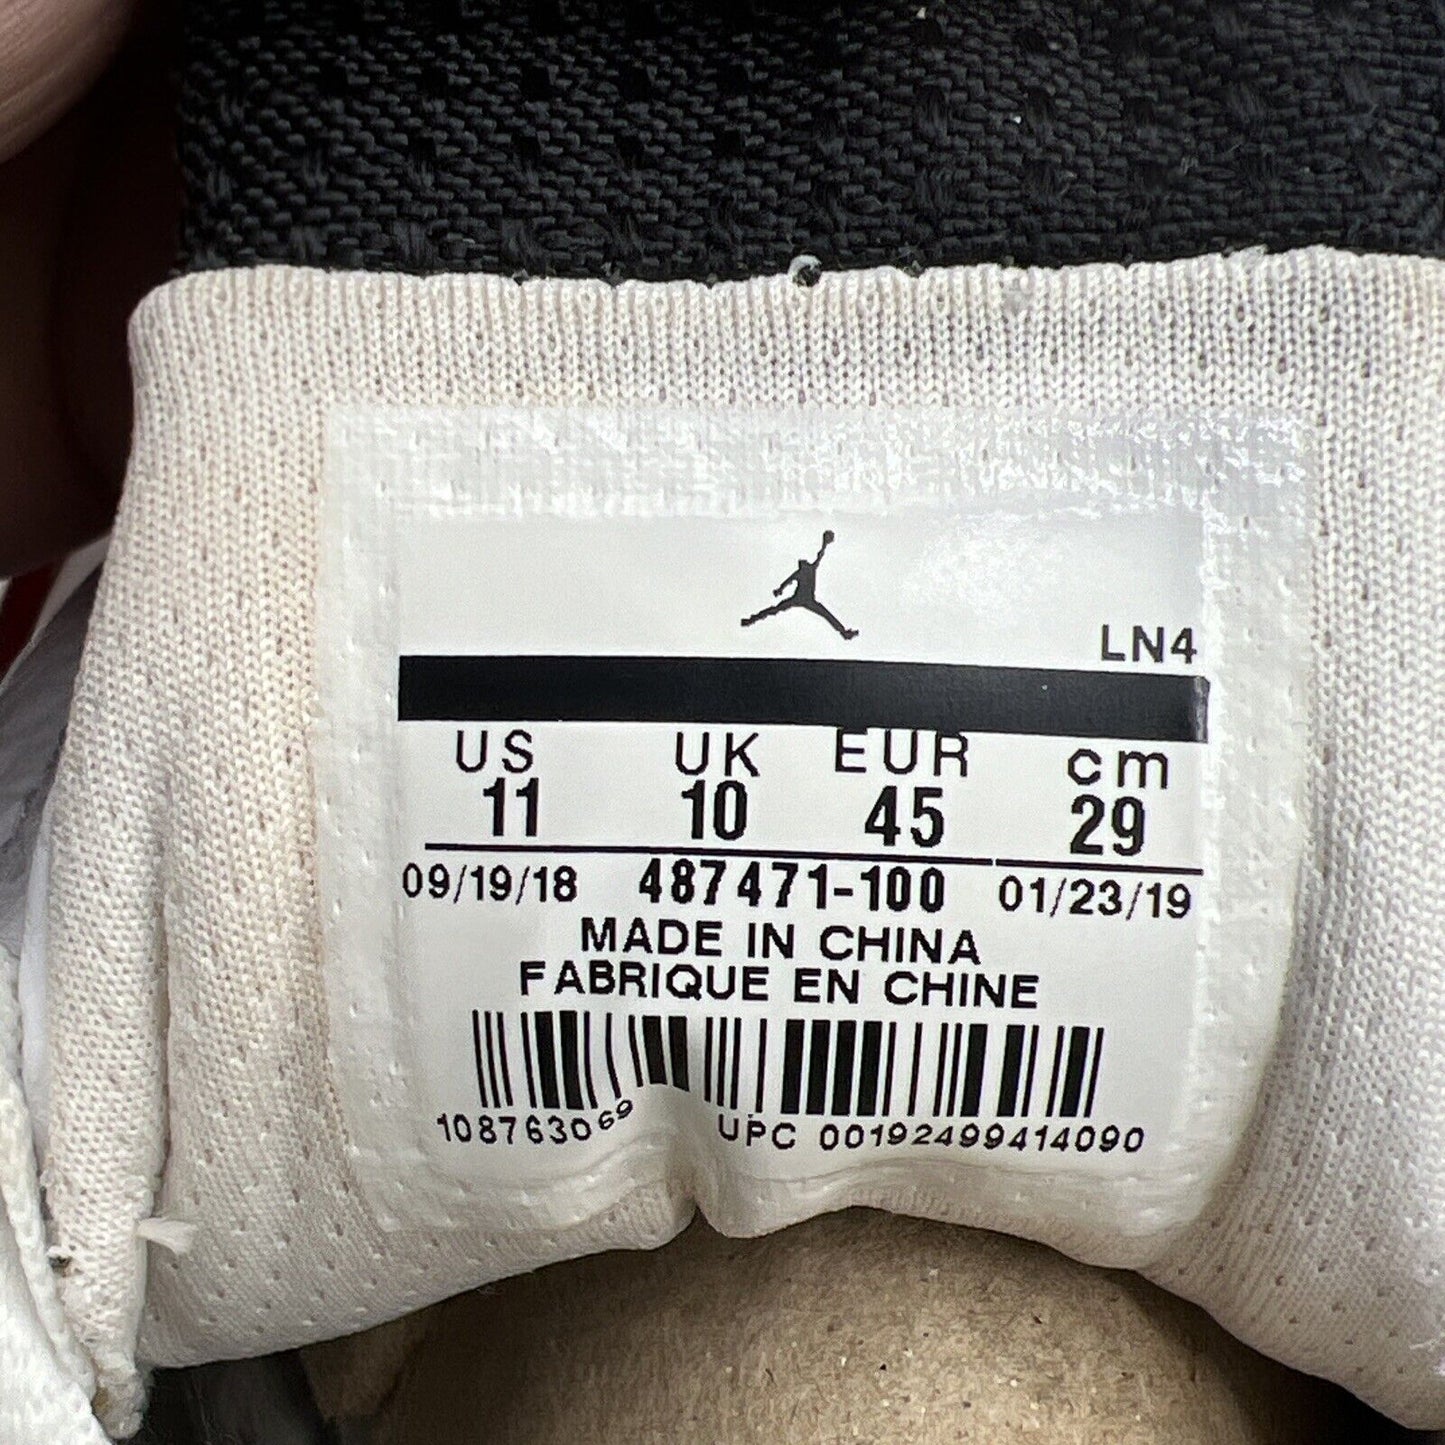 LN4
US UK EUR cm
11 10 45 29
09/19/18 487471-100 01/23/19
MADE IN CHINA
FABRIQUE EN CHINE
108763069 UPC 00192499414090